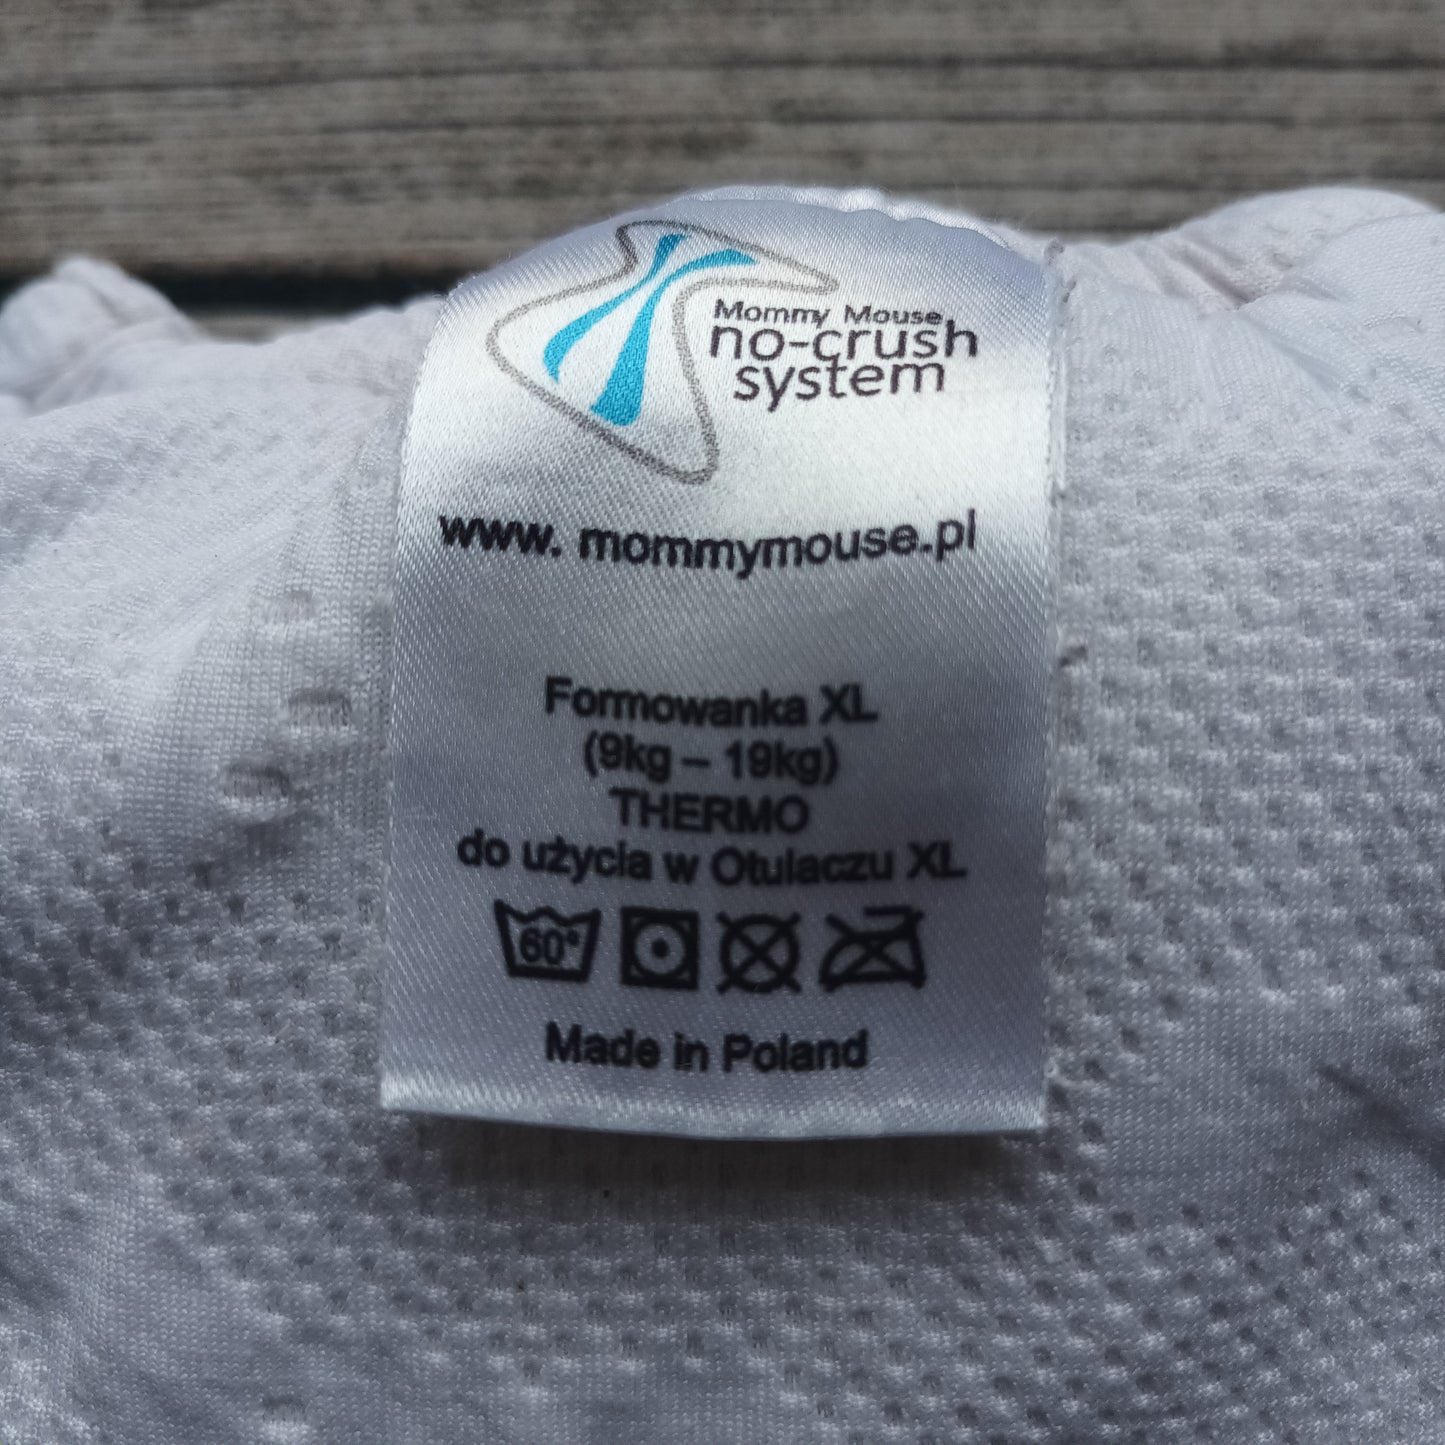 Mommy Mouse
no-crush
system
www. mommymouse.pl
Formowanka XL
(9kg – 19kg)
THERMO
do użycia w Otulaczu XL
60°
Made in Poland